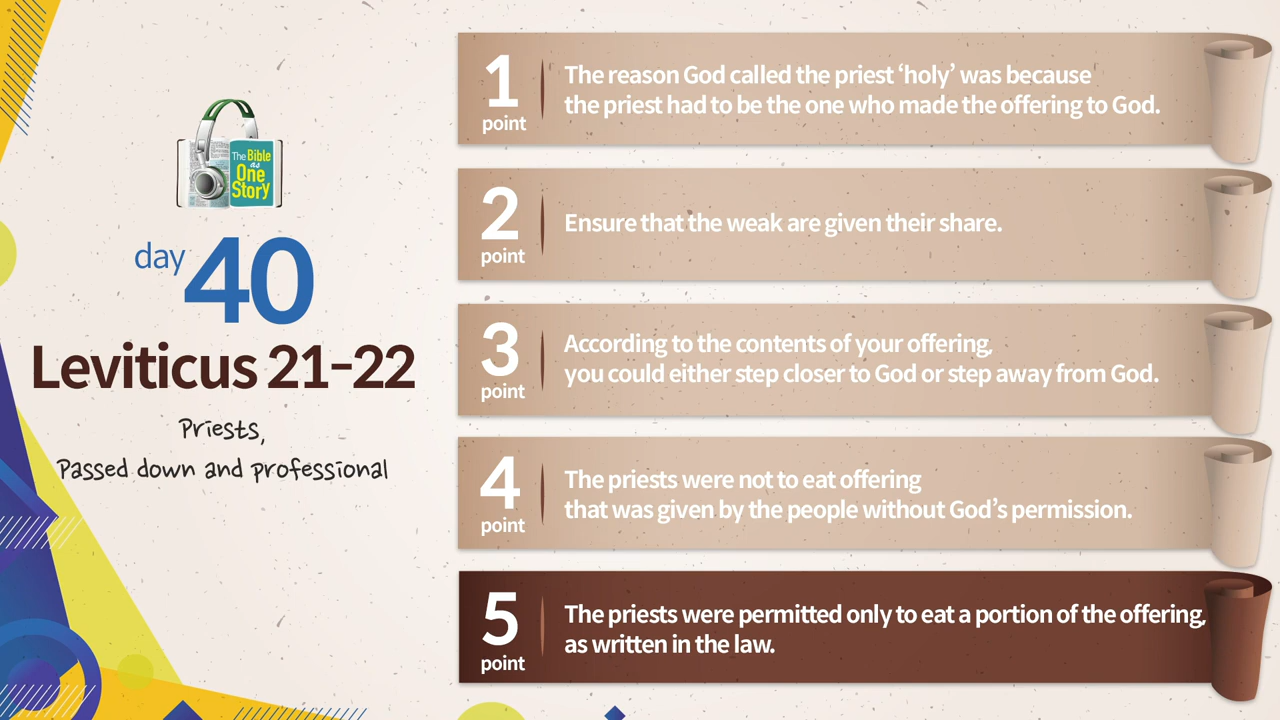 The Bible
as
One
Story
day 40
Leviticus 21-22
Priests,
Passed down and professional
1
point
The reason God called the priest ‘holy’ was because
the priest had to be the one who made the offering to God.
2
point
Ensure that the weak are given their share.
3
point
According to the contents of your offering,
you could either step closer to God or step away from God.
4
point
The priests were not to eat offering
that was given by the people without God’s permission.
5
point
The priests were permitted only to eat a portion of the offering,
as written in the law.